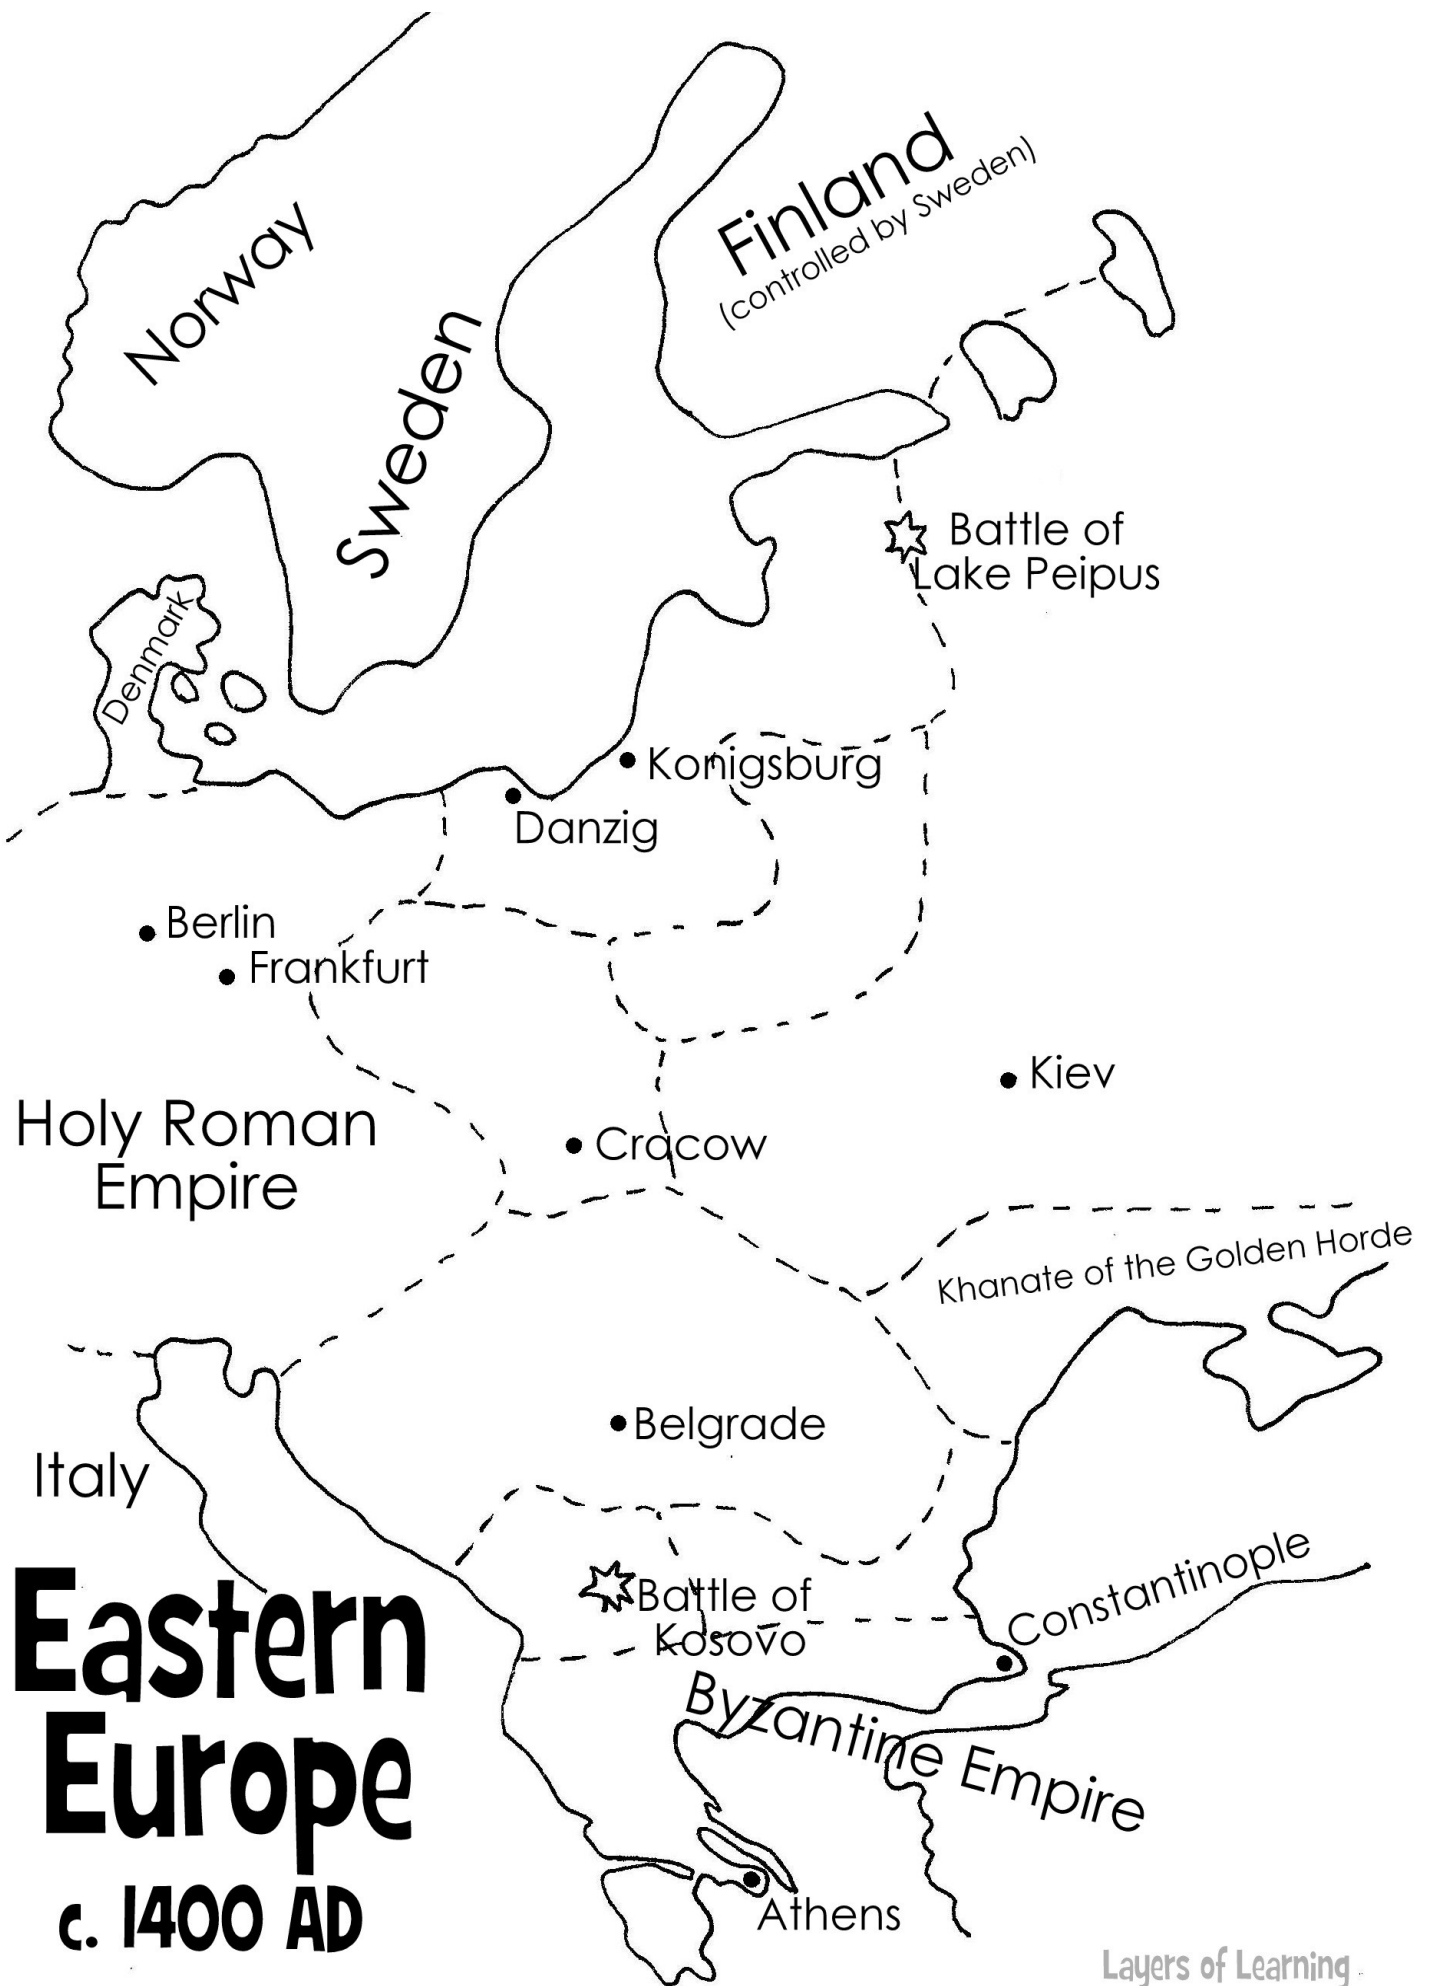 Finland
(controlled by Sweden)
Norway
Sweden
Battle of
Lake Peipus
Denmark
Konigsburg
Danzig
Berlin
Frankfurt
Kiev
Holy Roman
Empire
Cracow
Khanate of the Golden Horde
Belgrade
Italy
Constantinople
Battle of
Kosovo
Byzantine Empire
Athens
Eastern
Europe
c. 1400 AD
Layers of Learning